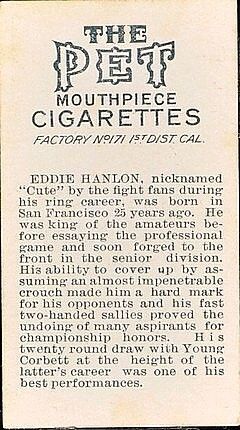 THE
PET
MOUTHPIECE
CIGARETTES
FACTORY No171 1ST DIST. CAL.
EDDIE HANLON, nicknamed
"Cute" by the fight fans during
his ring career, was born in
San Francisco 25 years ago. He
was king of the amateurs be-
fore essaying the professional
game and soon forged to the
front in the senior division.
His ability to cover up by as-
suming an almost impenetrable
crouch made him a hard mark
for his opponents and his fast
two-handed sallies proved the
undoing of many aspirants for
championship honors. His
twenty round draw with Young
Corbett at the height of the
latter's career was one of his
best performances.